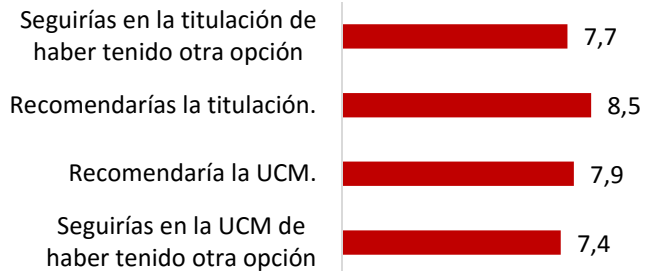 Seguirías en la titulación de
haber tenido otra opción
7,7
Recomendarías la titulación.
8,5
Recomendaría la UCM.
7,9
Seguirías en la UCM de
haber tenido otra opción
7,4